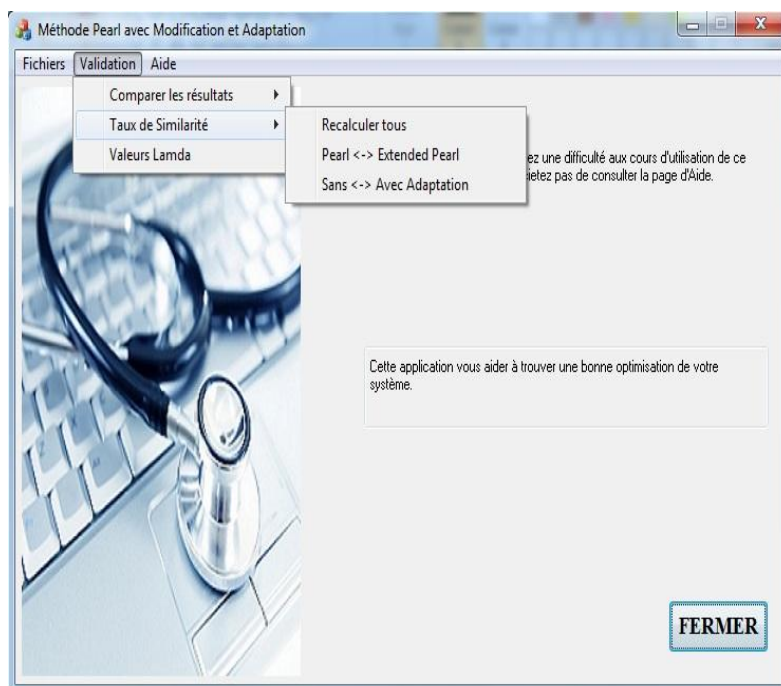 Méthode Pearl avec Modification et Adaptation
Fichiers Validation Aide
Comparer les résultats
Taux de Similarité
Valeurs Lamda
Recalculer tous
Pearl <-> Extended Pearl
Sans <-> Avec Adaptation
ez une difficulté aux cours d'utilisation de ce
ietez pas de consulter la page d'Aide.
Cette application vous aider à trouver une bonne optimisation de votre
système.
FERMER